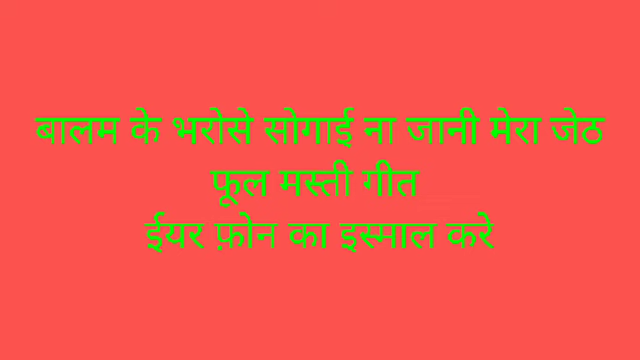 बालम के भरोसे सोगाई ना जानी मेरा जेठ
फूल मस्ती गीत
ईयर फ़ोन का इस्माल करे